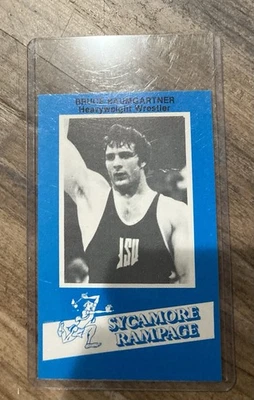 BRUCE BAUMGARTNER
Heavyweight Wrestler
ISU
SYCAMORE
RAMPAGE